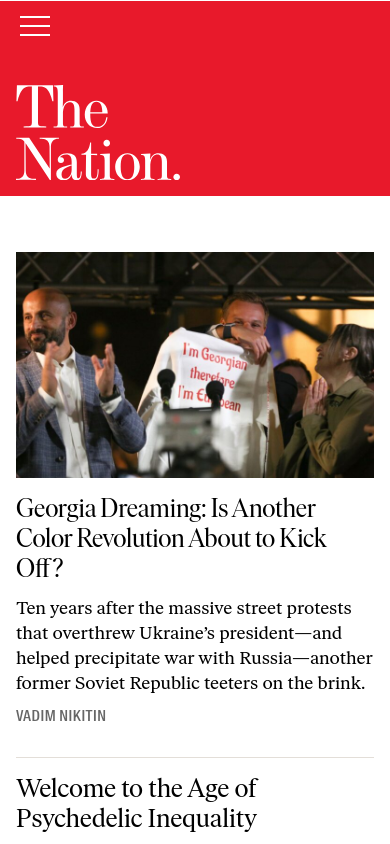 The
Nation.
I'm Georgian
therefore
I'm European
Georgia Dreaming: Is Another
Color Revolution About to Kick
Off?
Ten years after the massive street protests
that overthrew Ukraine’s president—and
helped precipitate war with Russia—another
former Soviet Republic teeters on the brink.
VADIM NIKITIN
Welcome to the Age of
Psychedelic Inequality